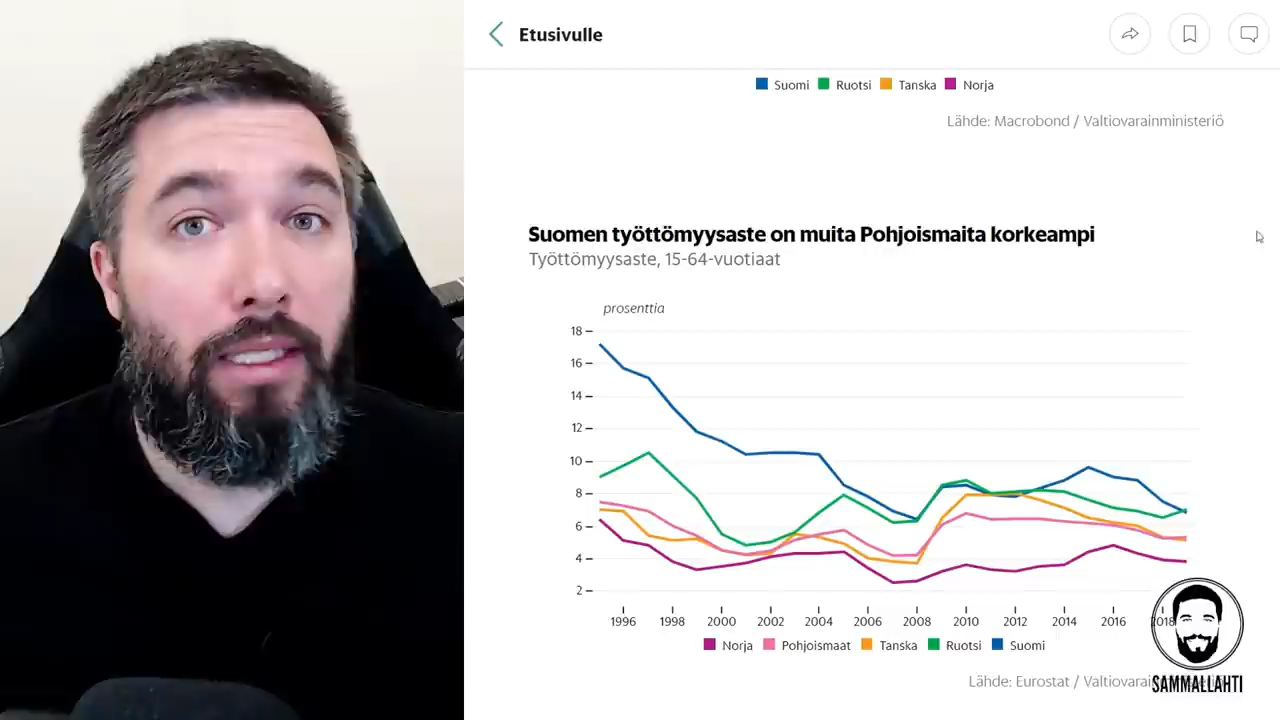 Etusivulle
Suomi Ruotsi Tanska Norja
Lähde: Macrobond / Valtiovarainministeriö
Suomen työttömyysaste on muita Pohjoismaita korkeampi
Työttömyysaste, 15-64-vuotiaat
prosenttia
18
16
14
12
10
8
6
4
2
1996 1998 2000 2002 2004 2006 2008 2010 2012 2014 2016 2018
Norja Pohjoismaat Tanska Ruotsi Suomi
Lähde: Eurostat /
SAMMALLAHTI